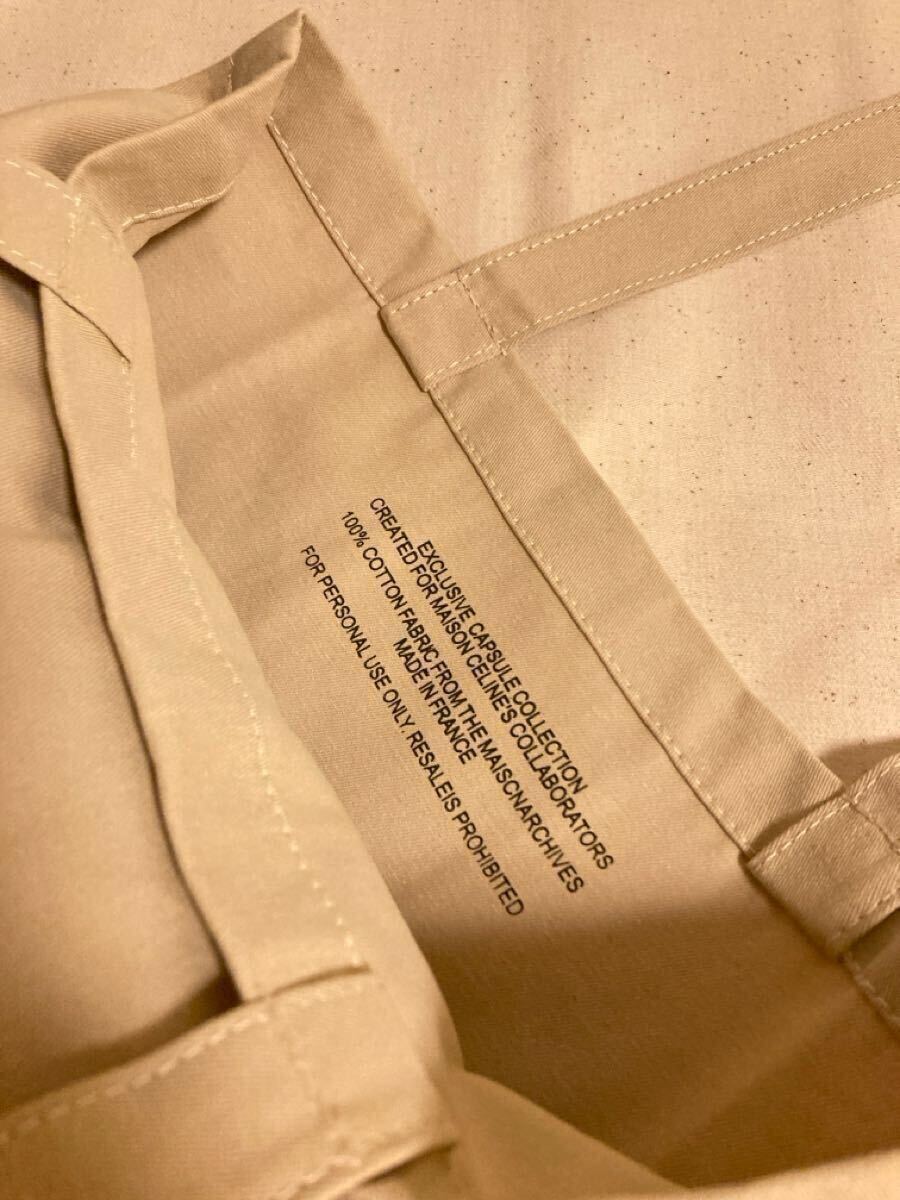 EXCLUSIVE CAPSULE COLLECTION
CREATED FOR MAISON CELINE'S COLLABORATORS
100% COTTON FABRIC FROM THE MAISCNARCHIVES
MADE IN FRANCE
FOR PERSONAL USE ONLY. RESALEIS PROHIBITED